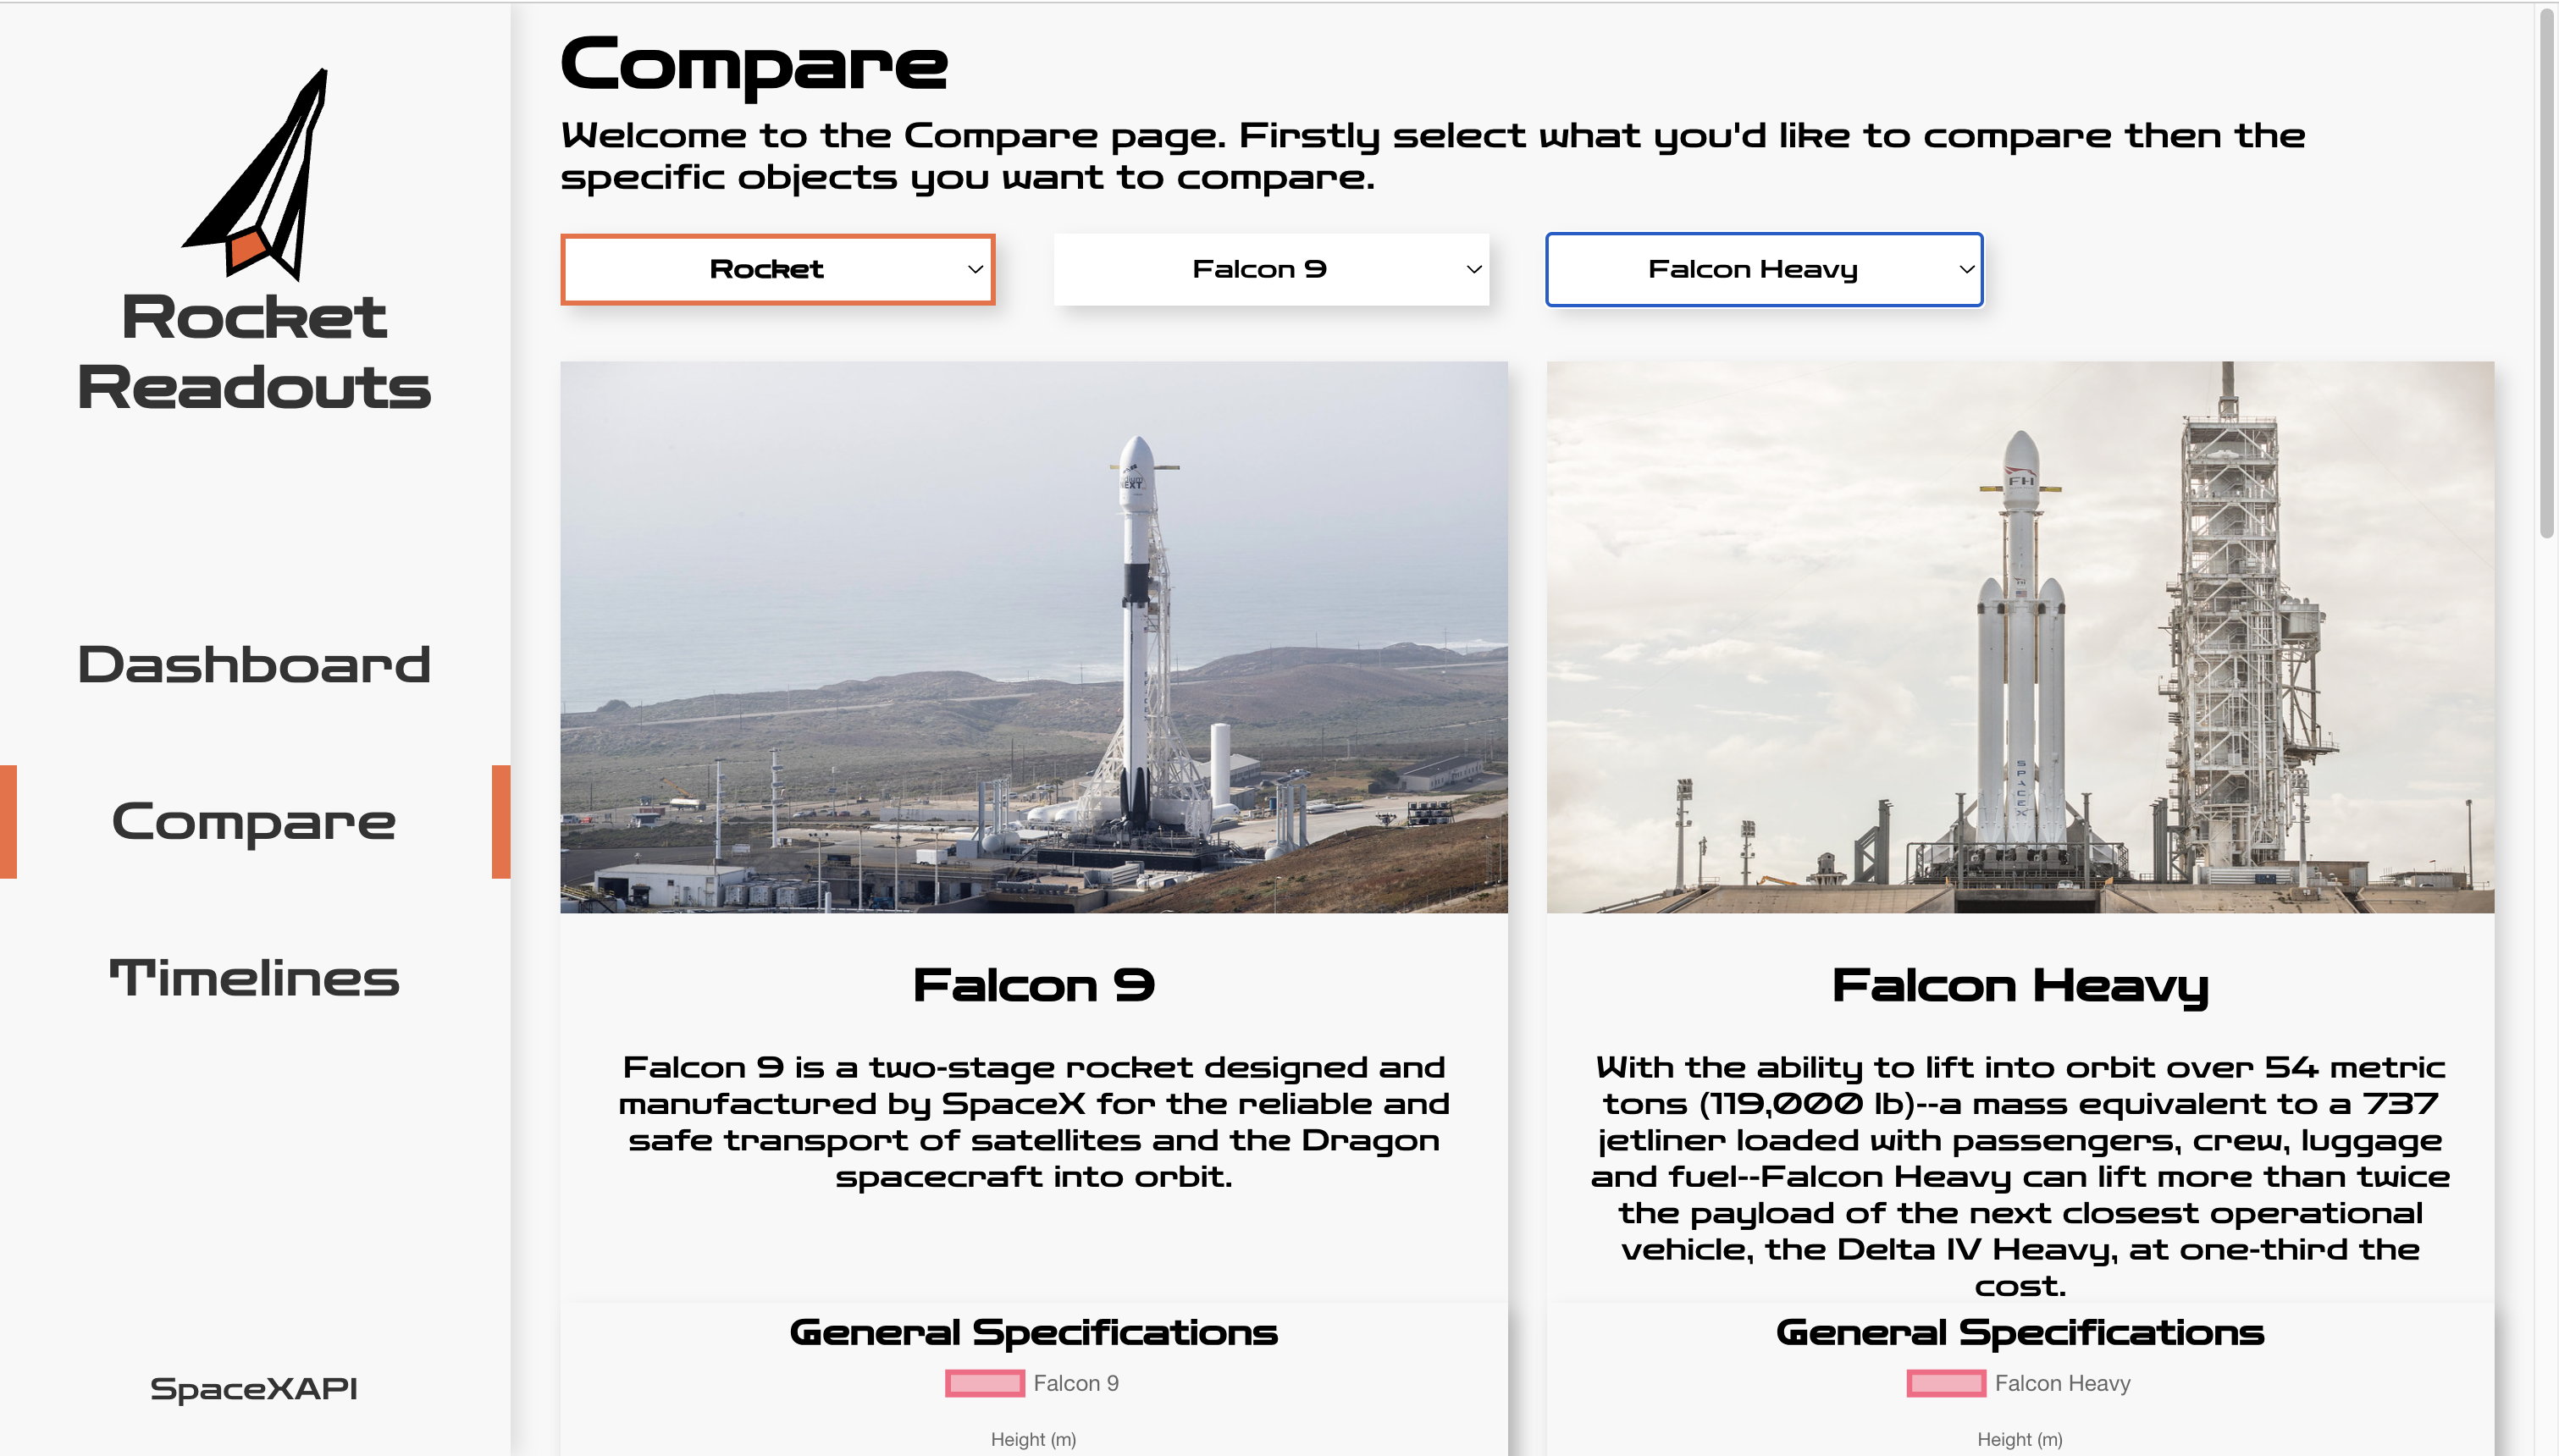 Rocket
Readouts
Dashboard
Compare
Timelines
SpaceXAPI
Compare
Welcome to the Compare page. Firstly select what you'd like to compare then the
specific objects you want to compare.
Rocket
Falcon 9
Falcon Heavy
NEXT
Falcon 9
Falcon 9 is a two-stage rocket designed and
manufactured by SpaceX for the reliable and
safe transport of satellites and the Dragon
spacecraft into orbit.
General Specifications
Falcon 9
Height (m)
FH
SPACEX
Falcon Heavy
With the ability to lift into orbit over 54 metric
tons (119,000 lb)--a mass equivalent to a 737
jetliner loaded with passengers, crew, luggage
and fuel--Falcon Heavy can lift more than twice
the payload of the next closest operational
vehicle, the Delta IV Heavy, at one-third the
cost.
General Specifications
Falcon Heavy
Height (m)